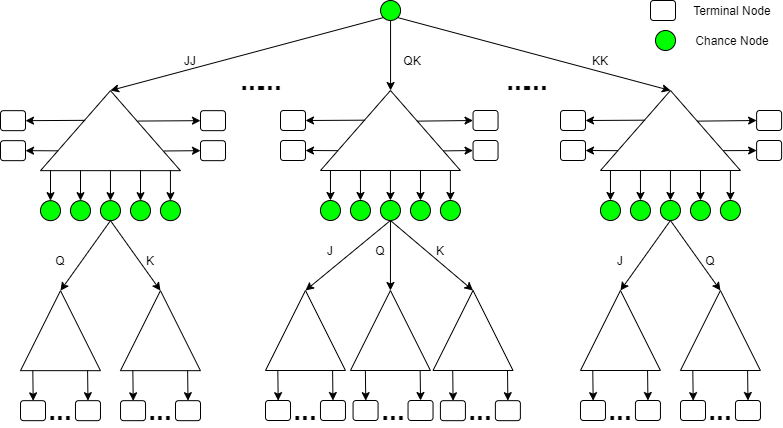 Terminal Node
Chance Node
JJ
QK
KK
Q
K
J
Q
K
J
Q